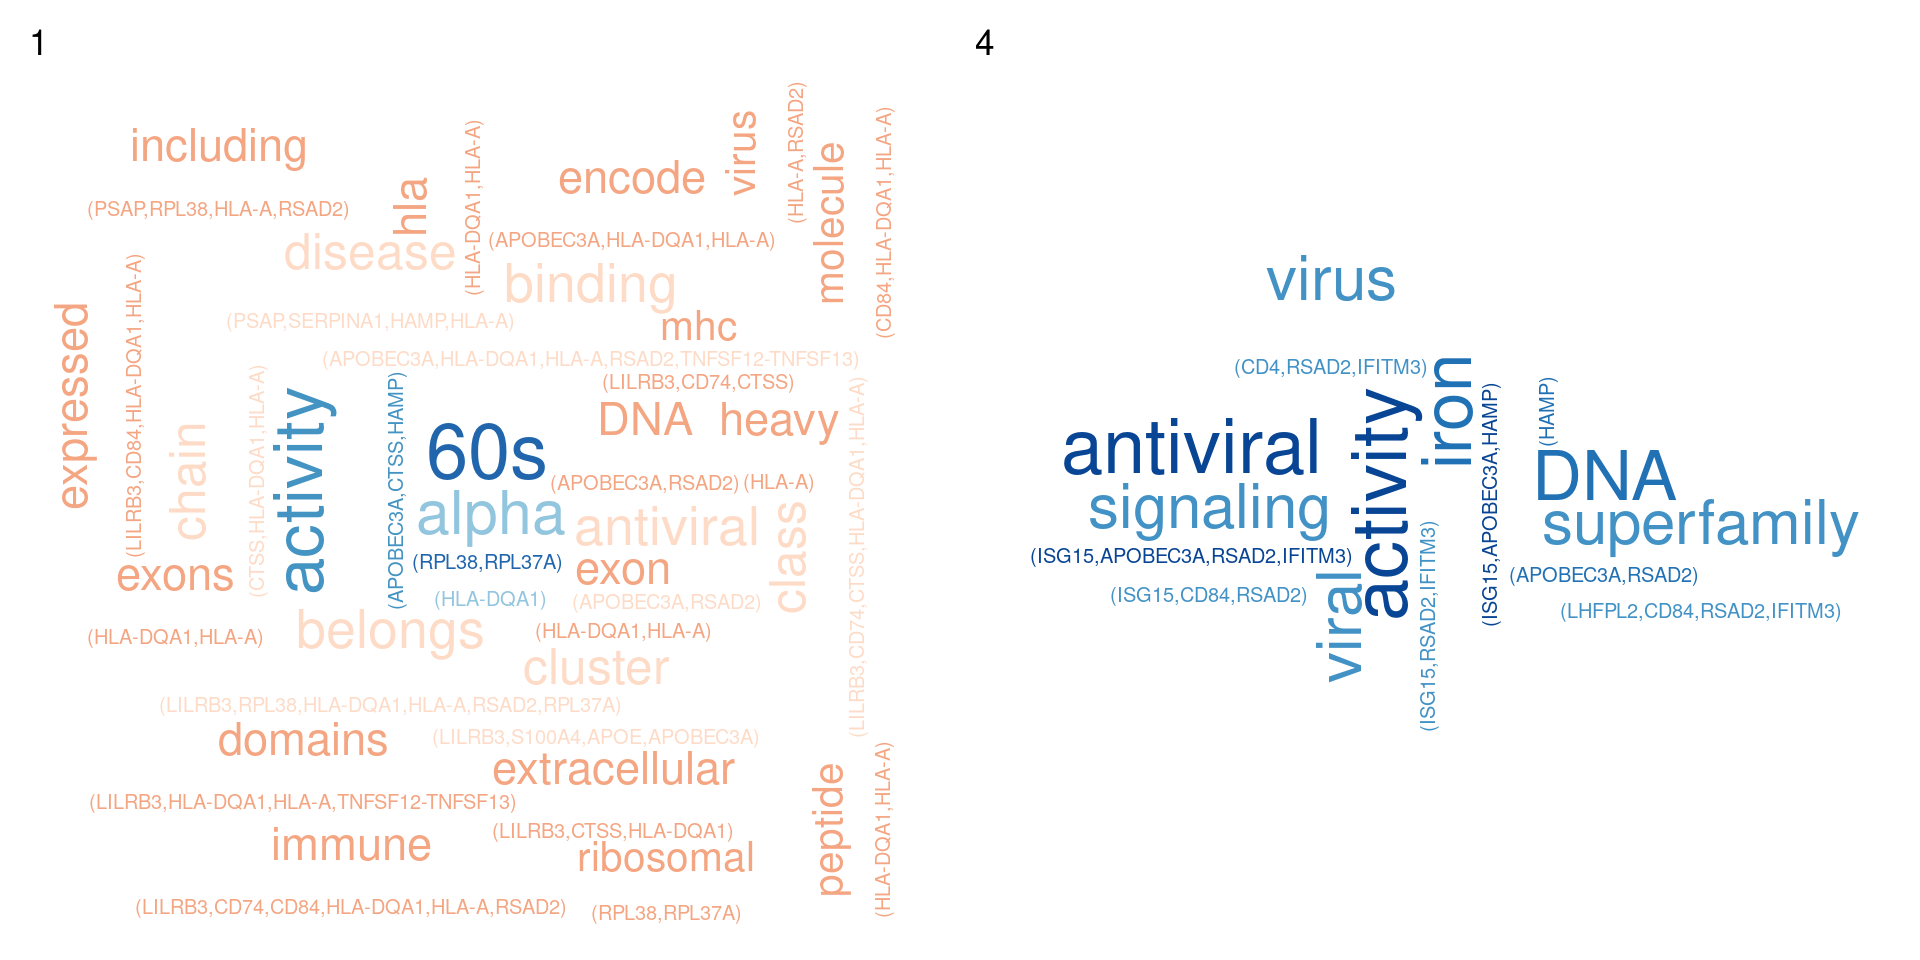 1
including
(PSAP,RPL38,HLA-A,RSAD2)
hla
(HLA-DQA1,HLA-A)
encode
(APOBEC3A,HLA-DQA1,HLA-A)
virus
(HLA-A,RSAD2)
molecule
(CD84,HLA-DQA1,HLA-A)
disease
(PSAP,SERPINA1,HAMP,HLA-A)
binding
(APOBEC3A,HLA-DQA1,HLA-A,RSAD2,TNFSF12-TNFSF13)
mhc
(LILRB3,CD74,CTSS)
expressed
(LILRB3,CD84,HLA-DQA1,HLA-A)
chain
(CTSS,HLA-DQA1,HLA-A)
activity
(APOBEC3A,CTSS,HAMP)
60s
(RPL38,RPL37A)
DNA
(APOBEC3A,RSAD2)
heavy
(HLA-A)
alpha
(HLA-DQA1)
antiviral
(APOBEC3A,RSAD2)
class
(LILRB3,CD74,CTSS,HLA-DQA1,HLA-A)
exons
(HLA-DQA1,HLA-A)
exon
(HLA-DQA1,HLA-A)
belongs
(LILRB3,RPL38,HLA-DQA1,HLA-A,RSAD2,RPL37A)
cluster
(LILRB3,S100A4,APOE,APOBEC3A)
domains
(LILRB3,HLA-DQA1,HLA-A,TNFSF12-TNFSF13)
extracellular
(LILRB3,CTSS,HLA-DQA1)
peptide
(HLA-DQA1,HLA-A)
immune
(LILRB3,CD74,CD84,HLA-DQA1,HLA-A,RSAD2)
ribosomal
(RPL38,RPL37A)
4
virus
(CD4,RSAD2,IFITM3)
iron
(HAMP)
antiviral
(ISG15,APOBEC3A,RSAD2,IFITM3)
activity
(ISG15,APOBEC3A,HAMP)
DNA
(APOBEC3A,RSAD2)
signaling
(ISG15,CD84,RSAD2)
superfamily
(LHFPL2,CD84,RSAD2,IFITM3)
viral
(ISG15,RSAD2,IFITM3)